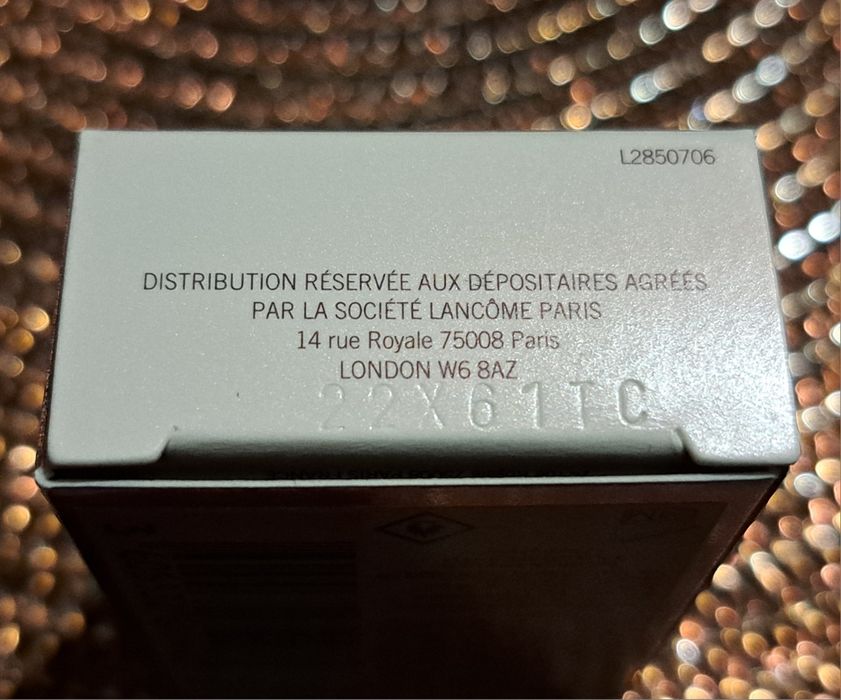 L2850706
DISTRIBUTION RÉSERVÉE AUX DÉPOSITAIRES AGRÉÉS
PAR LA SOCIÉTÉ LANCÔME PARIS
14 rue Royale 75008 Paris
LONDON W6 8AZ
22X61TC